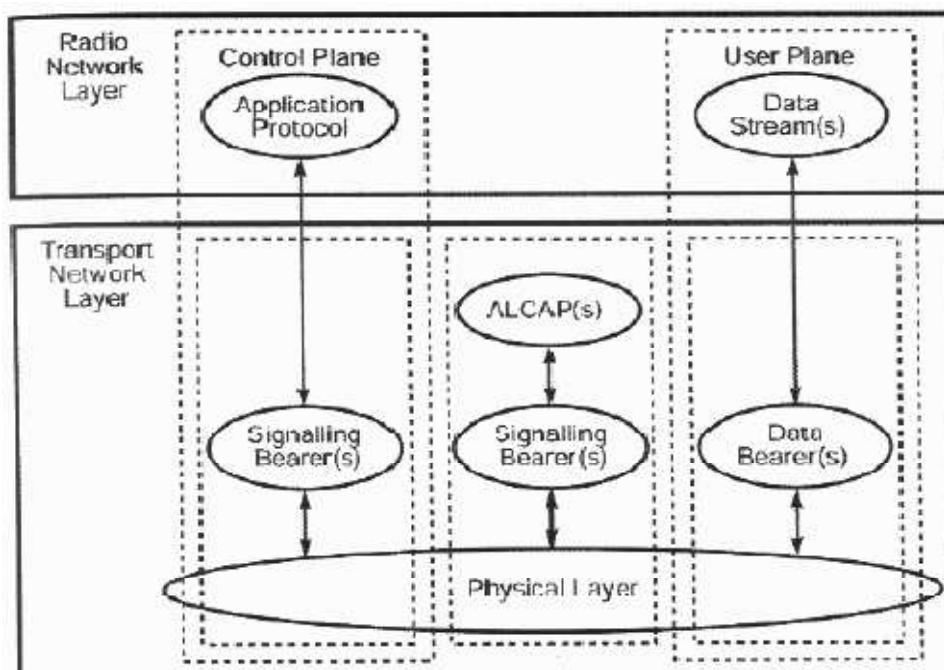 Radio
Network
Layer
Control Plane
User Plane
Application
Protocol
Data
Stream(s)
Transport
Network
Layer
ALCAP(s)
Signalling
Bearer(s)
Signalling
Bearer(s)
Data
Bearer(s)
Physical Layer